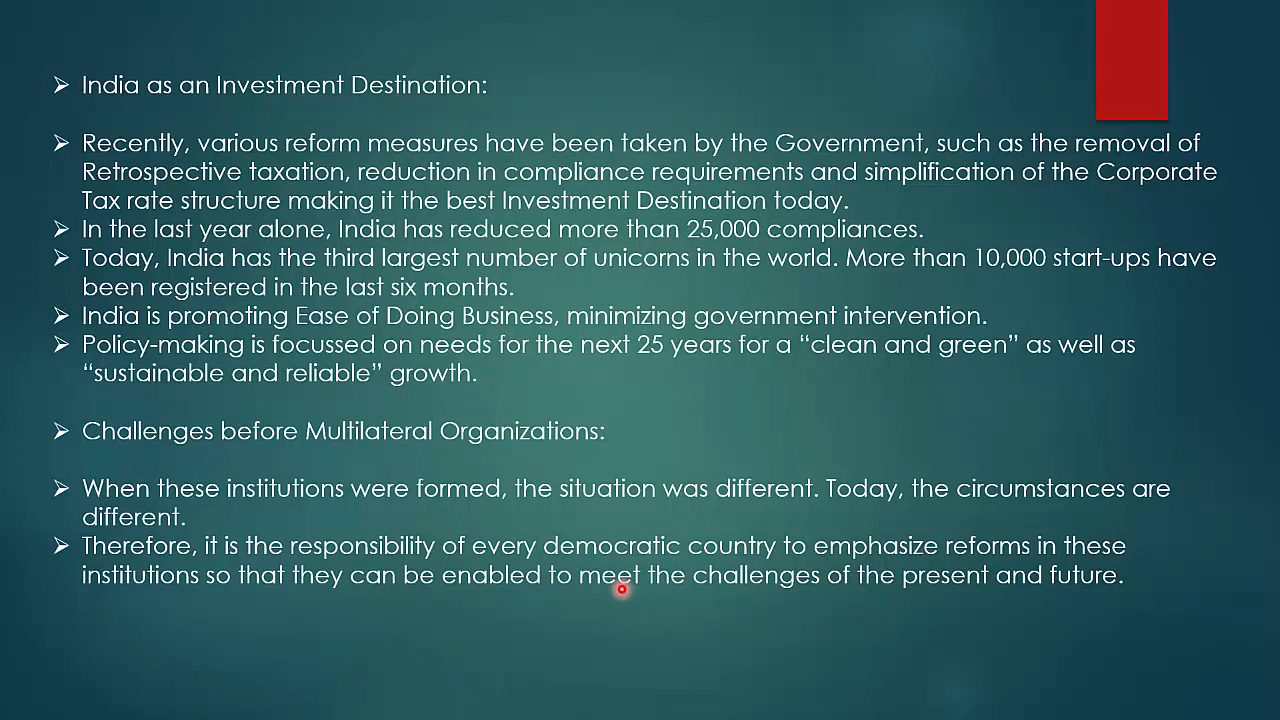 ➢ India as an Investment Destination:
➢ Recently, various reform measures have been taken by the Government, such as the removal of
Retrospective taxation, reduction in compliance requirements and simplification of the Corporate
Tax rate structure making it the best Investment Destination today.
➢ In the last year alone, India has reduced more than 25,000 compliances.
➢ Today, India has the third largest number of unicorns in the world. More than 10,000 start-ups have
been registered in the last six months.
➢ India is promoting Ease of Doing Business, minimizing government intervention.
➢ Policy-making is focussed on needs for the next 25 years for a “clean and green” as well as
“sustainable and reliable” growth.
➢ Challenges before Multilateral Organizations:
➢ When these institutions were formed, the situation was different. Today, the circumstances are
different.
➢ Therefore, it is the responsibility of every democratic country to emphasize reforms in these
institutions so that they can be enabled to meet the challenges of the present and future.